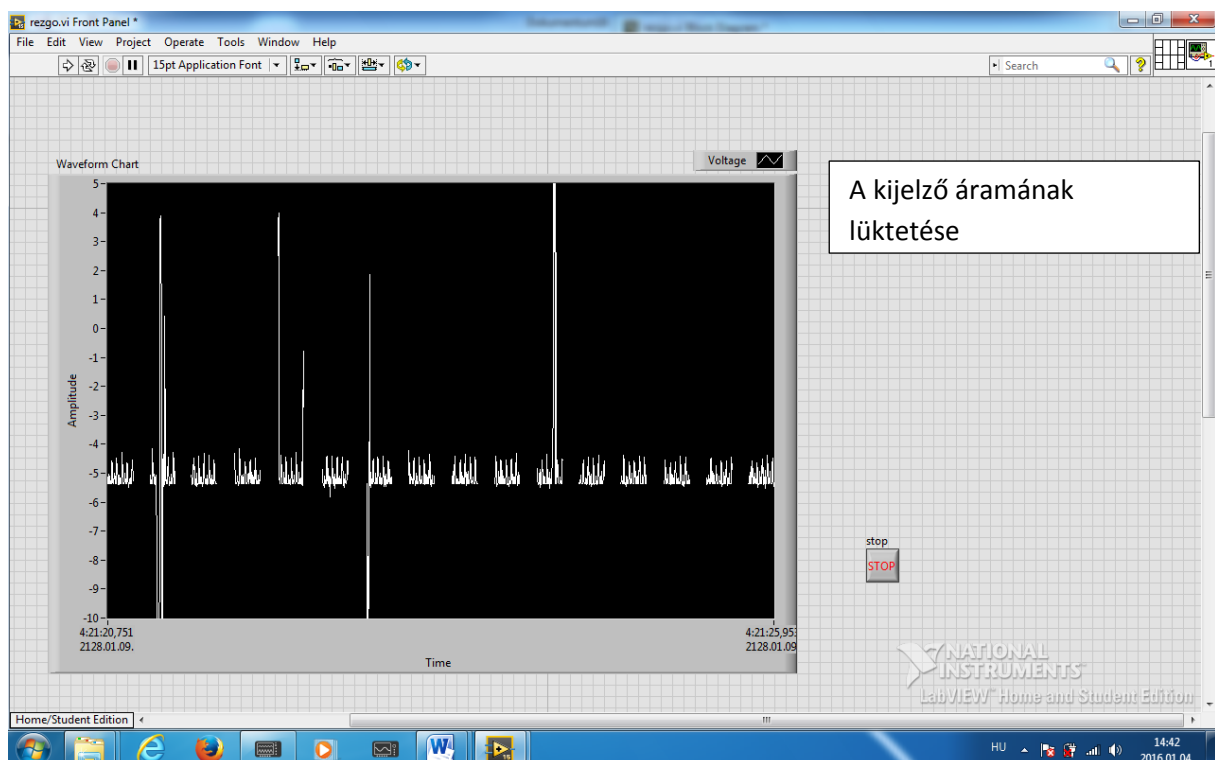 rezgo.vi Front Panel *
File Edit View Project Operate Tools Window Help
15pt Application Font
Search
1
Waveform Chart
Voltage
A kijelző áramának
lüktetése
5
4
3
2
1
0
-1
-2
-3
-4
-5
-6
-7
-8
-9
-10
Amplitude
4:21:20,751
2128.01.09.
4:21:25,95
2128.01.09
Time
stop
STOP
NATIONAL
INSTRUMENTS
LabVIEW™ Home and Student Edition
Home/Student Edition
W
HU
14:42
2016.01.04